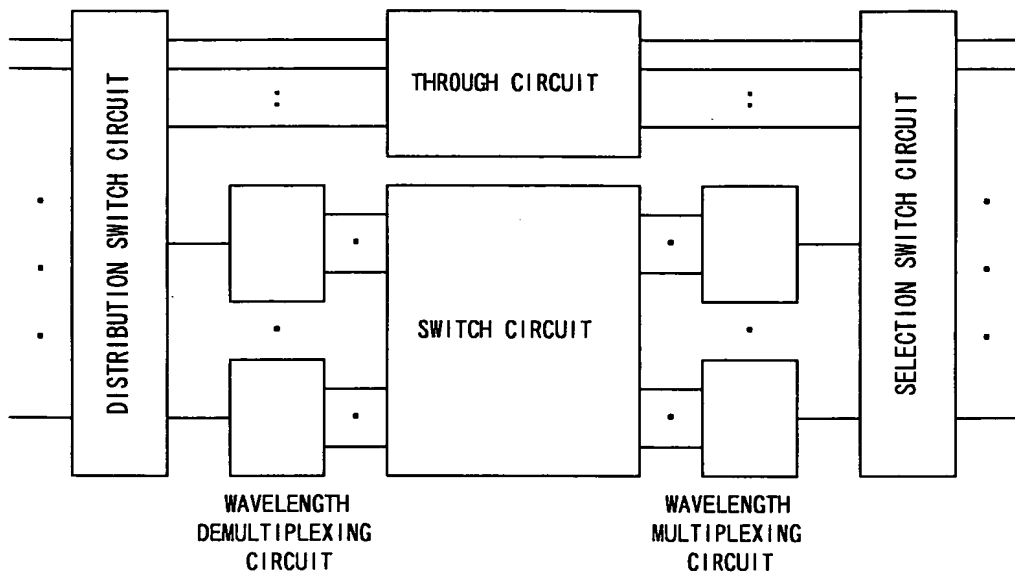 DISTRIBUTION SWITCH CIRCUIT
THROUGH CIRCUIT
SWITCH CIRCUIT
SELECTION SWITCH CIRCUIT
WAVELENGTH
DEMULTIPLEXING
CIRCUIT
WAVELENGTH
MULTIPLEXING
CIRCUIT